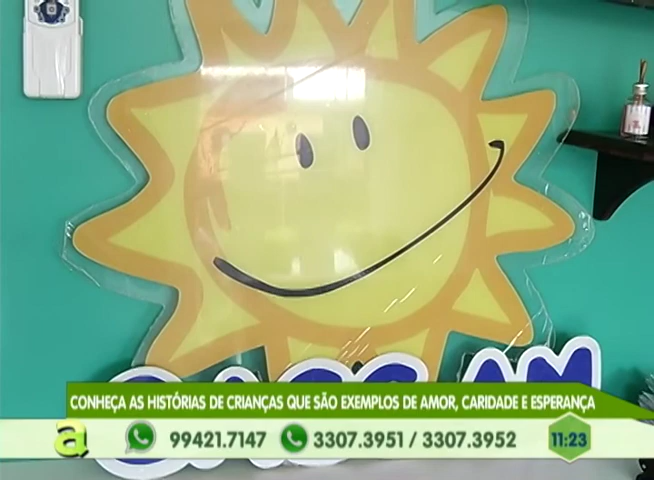 CONHEÇA AS HISTÓRIAS DE CRIANÇAS QUE SÃO EXEMPLOS DE AMOR, CARIDADE E ESPERANÇA
a 99421.7147 3307.3951 / 3307.3952 11:23